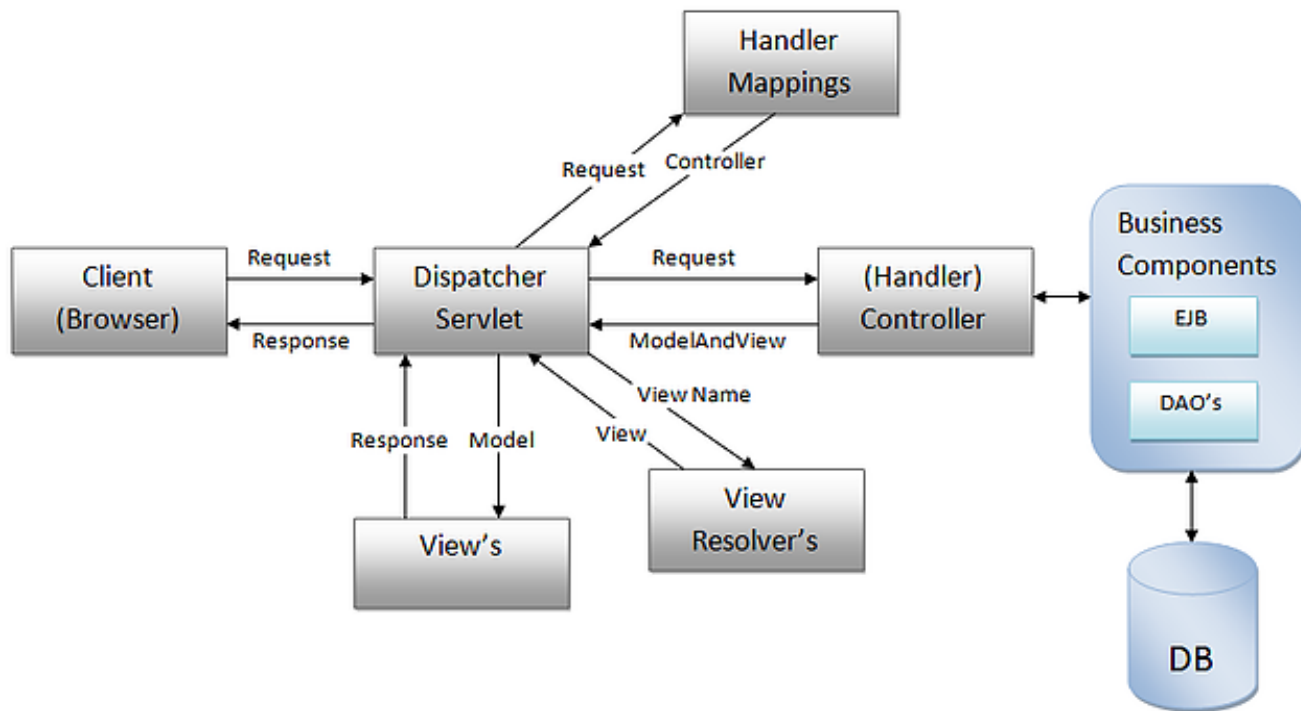 Handler
Mappings
Request
Controller
Client
(Browser)
Request
Response
Dispatcher
Servlet
Request
ModelAndView
(Handler)
Controller
Business
Components
EJB
DAO's
Response
Model
View Name
View
View's
View
Resolver's
DB